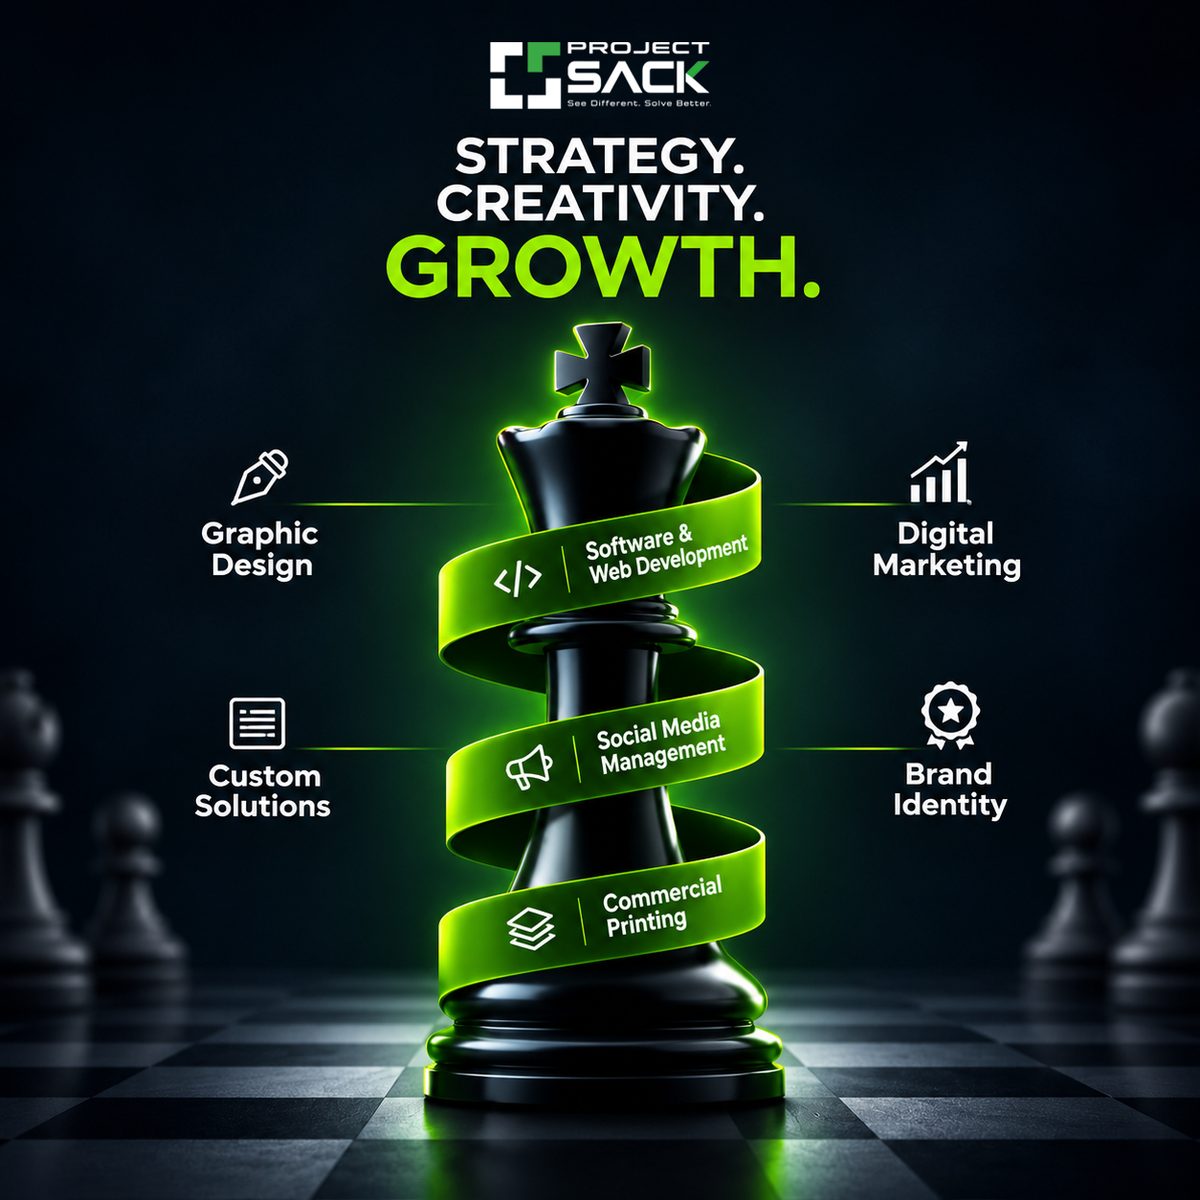 PROJECT
SACK
See Different. Solve Better.
STRATEGY.
CREATIVITY.
GROWTH.
Graphic
Design
Digital
Marketing
Software &
Web Development
Custom
Solutions
Social Media
Management
Brand
Identity
Commercial
Printing